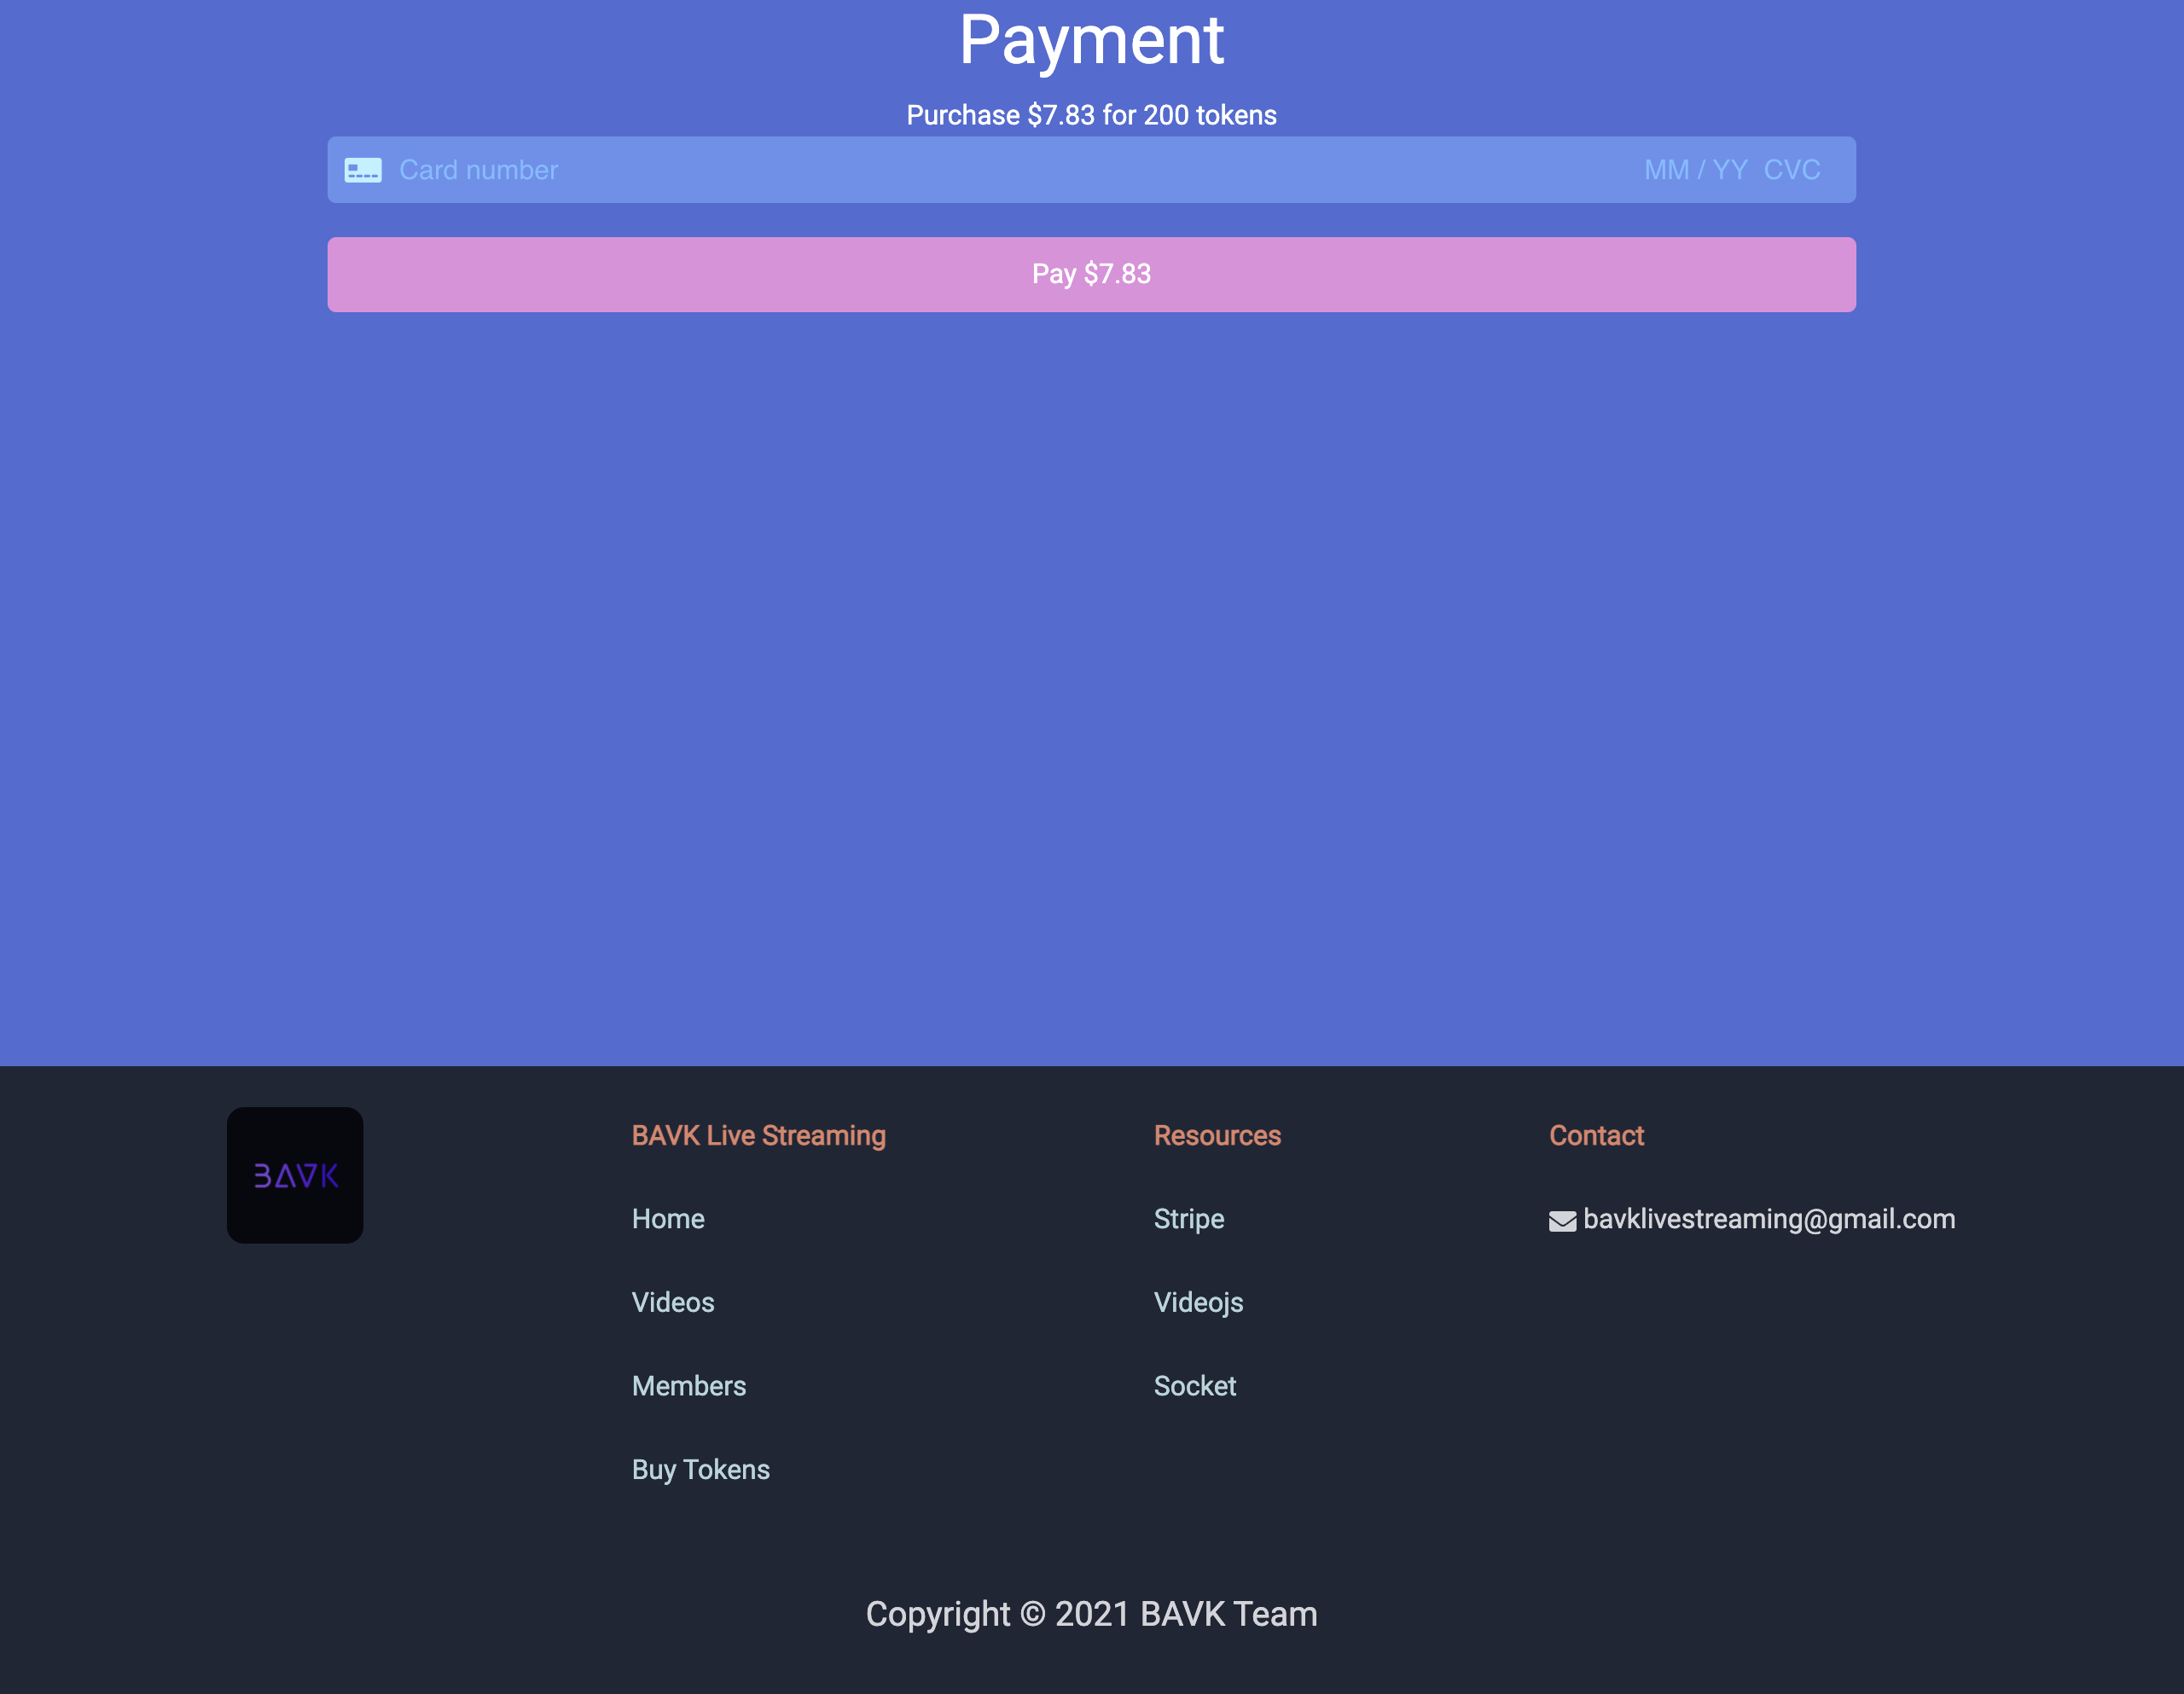 Payment
Purchase $7.83 for 200 tokens
Card number MM / YY CVC
Pay $7.83
BAVK
BAVK Live Streaming
Home
Videos
Members
Buy Tokens
Resources
Stripe
Videojs
Socket
Contact
bavklivestreaming@gmail.com
Copyright © 2021 BAVK Team